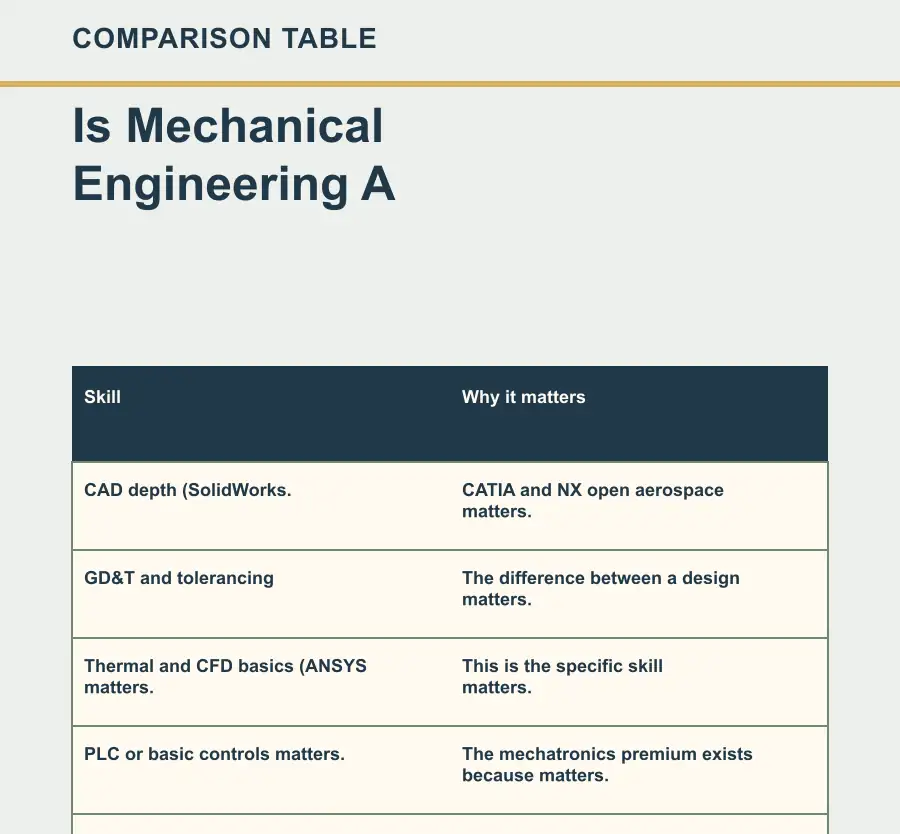 COMPARISON TABLE
Is Mechanical
Engineering A
Skill
Why it matters
CAD depth (SolidWorks.
CATIA and NX open aerospace
matters.
GD&T and tolerancing
The difference between a design
matters.
Thermal and CFD basics (ANSYS
matters.
This is the specific skill
matters.
PLC or basic controls matters.
The mechatronics premium exists
because matters.